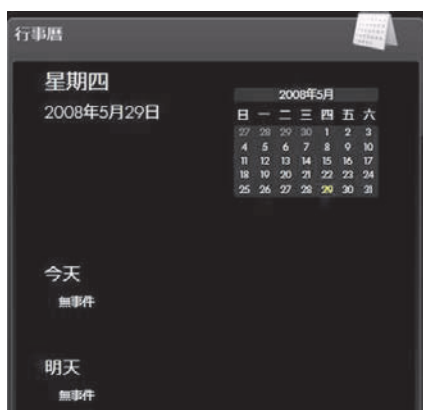 行事曆
星期四
2008年5月29日
2008年5月
日 一 二 三 四 五 六
27 28 29 30 1 2 3
4 5 6 7 8 9 10
11 12 13 14 15 16 17
18 19 20 21 22 23 24
25 26 27 28 29 30 31
今天
無事件
明天
無事件